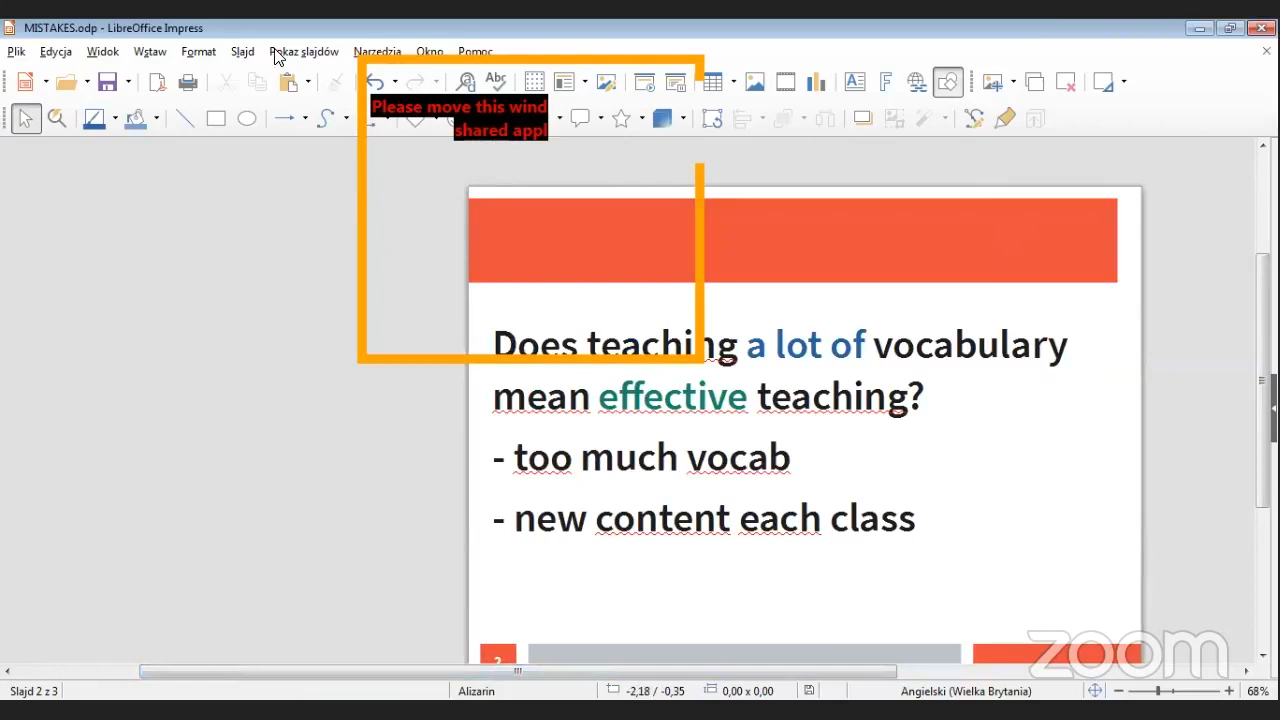 MISTAKES.odp - LibreOffice Impress
Plik Edycja Widok Wstaw Format Slajd Pokaz slajdów Narzędzia Okno Pomoc
Please move this wind
shared appl
Does teaching a lot of vocabulary
mean effective teaching?
- too much vocab
- new content each class
2
zoom
Slajd 2 z 3 Alizarin -2,18 / -0,35 0,00 x 0,00 Angielski (Wielka Brytania) 68%